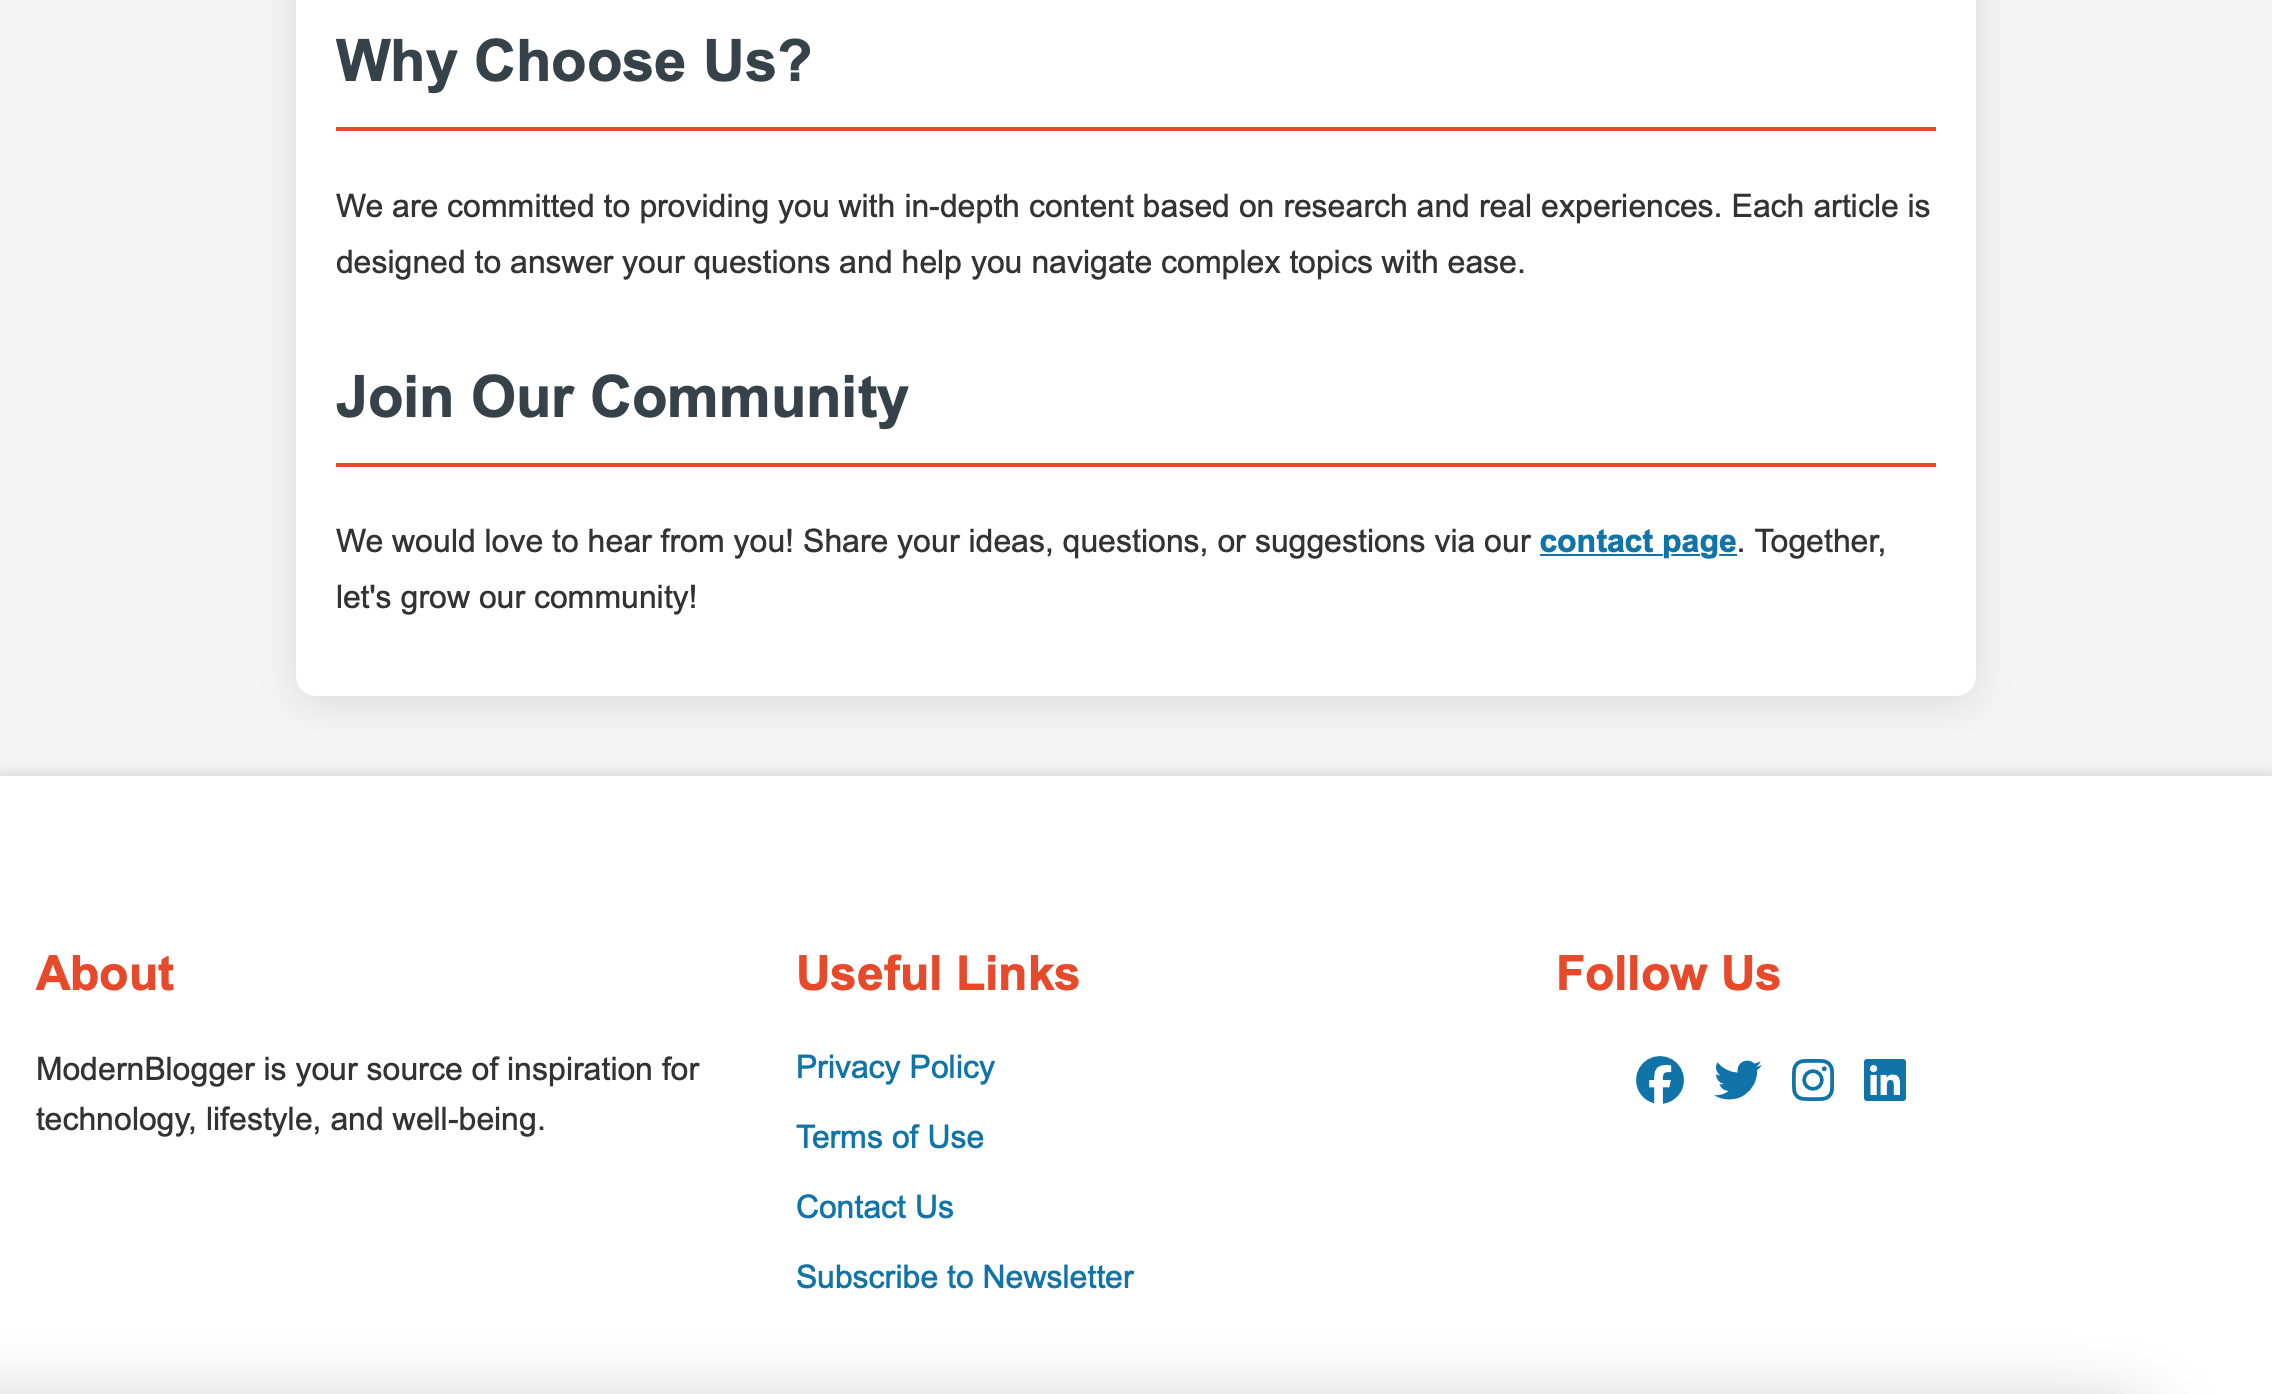 Why Choose Us?
We are committed to providing you with in-depth content based on research and real experiences. Each article is
designed to answer your questions and help you navigate complex topics with ease.
Join Our Community
We would love to hear from you! Share your ideas, questions, or suggestions via our contact page. Together,
let's grow our community!
About
ModernBlogger is your source of inspiration for
technology, lifestyle, and well-being.
Useful Links
Privacy Policy
Terms of Use
Contact Us
Subscribe to Newsletter
Follow Us